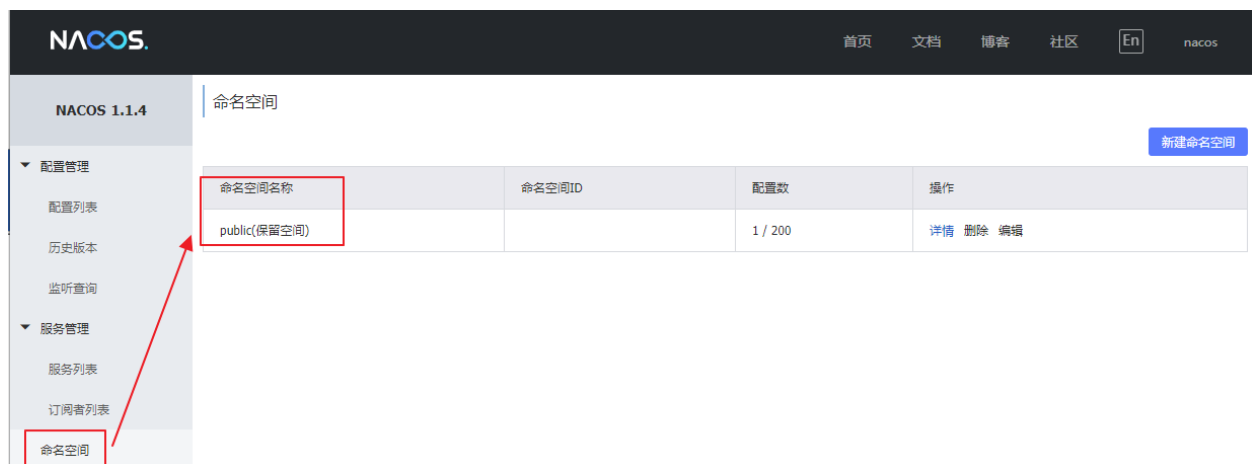 NACOS.
首页 文档 博客 社区 En nacos
NACOS 1.1.4
配置管理
配置列表
历史版本
监听查询
服务管理
服务列表
订阅者列表
命名空间
命名空间
新建命名空间
命名空间名称 命名空间ID 配置数 操作
public(保留空间) 1 / 200 详情 删除 编辑